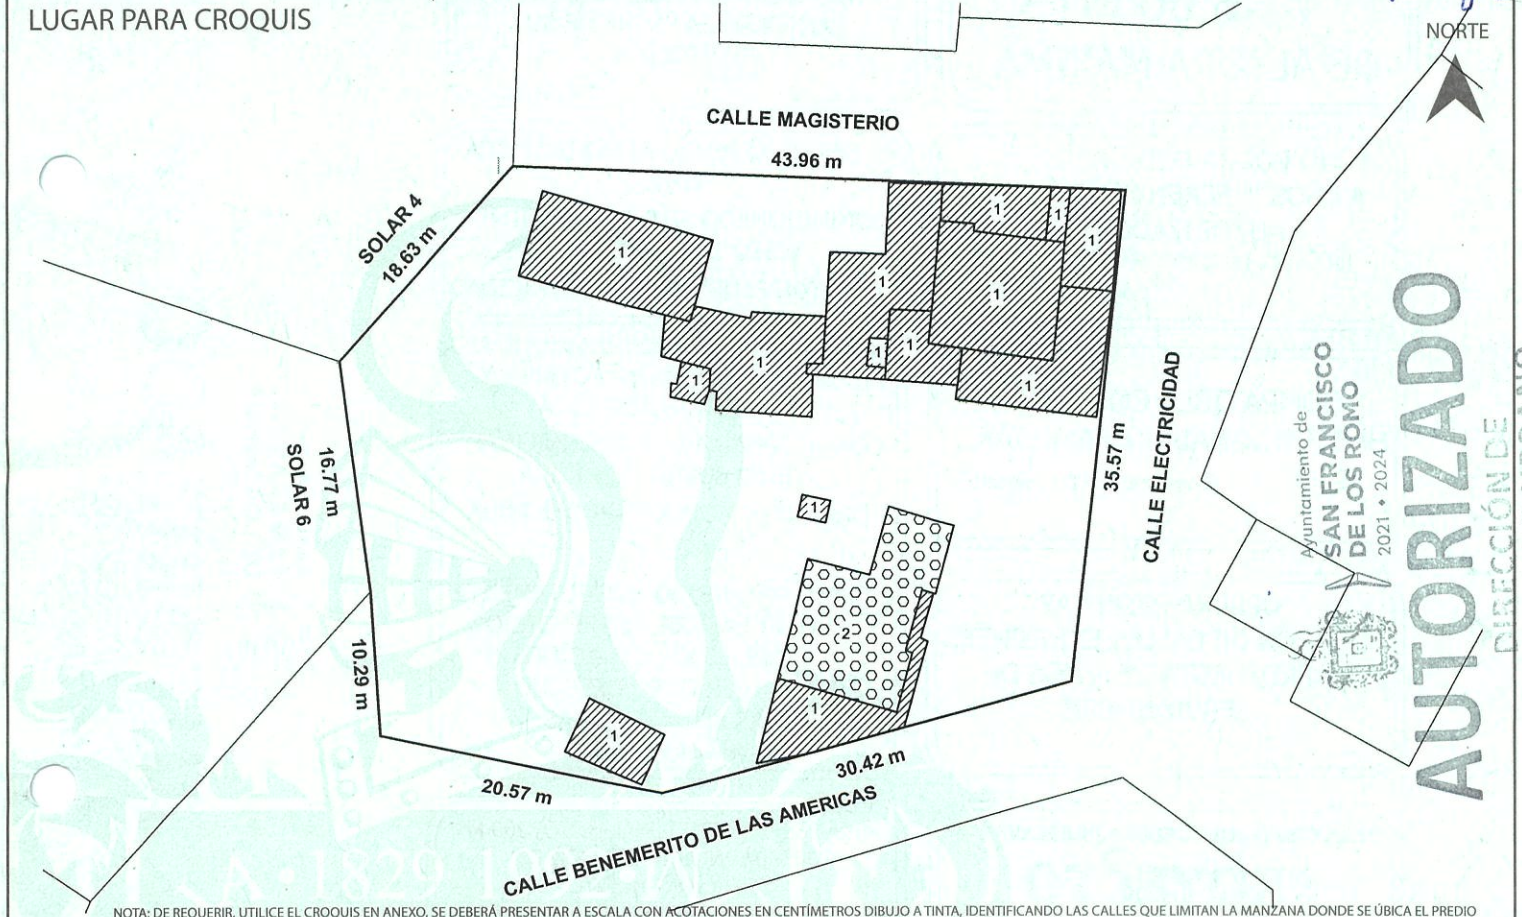 LUGAR PARA CROQUIS
NORTE
CALLE MAGISTERIO
43.96 m
SOLAR 4
18.63 m
1
1
1
1
1
1
1
1
1
1
1
1
CALLE ELECTRICIDAD
35.57 m
16.77 m
SOLAR 6
1
2
1
1
10.29 m
20.57 m
30.42 m
CALLE BENEMERITO DE LAS AMERICAS
Ayuntamiento de
SAN FRANCISCO
DE LOS ROMO
2021 • 2024
AUTORIZADO
DIRECCIÓN DE
NOTA: DE REQUERIR, UTILICE EL CROQUIS EN ANEXO, SE DEBERÁ PRESENTAR A ESCALA CON ACOTACIONES EN CENTÍMETROS DIBUJO A TINTA, IDENTIFICANDO LAS CALLES QUE LIMITAN LA MANZANA DONDE SE ÚBICA EL PREDIO